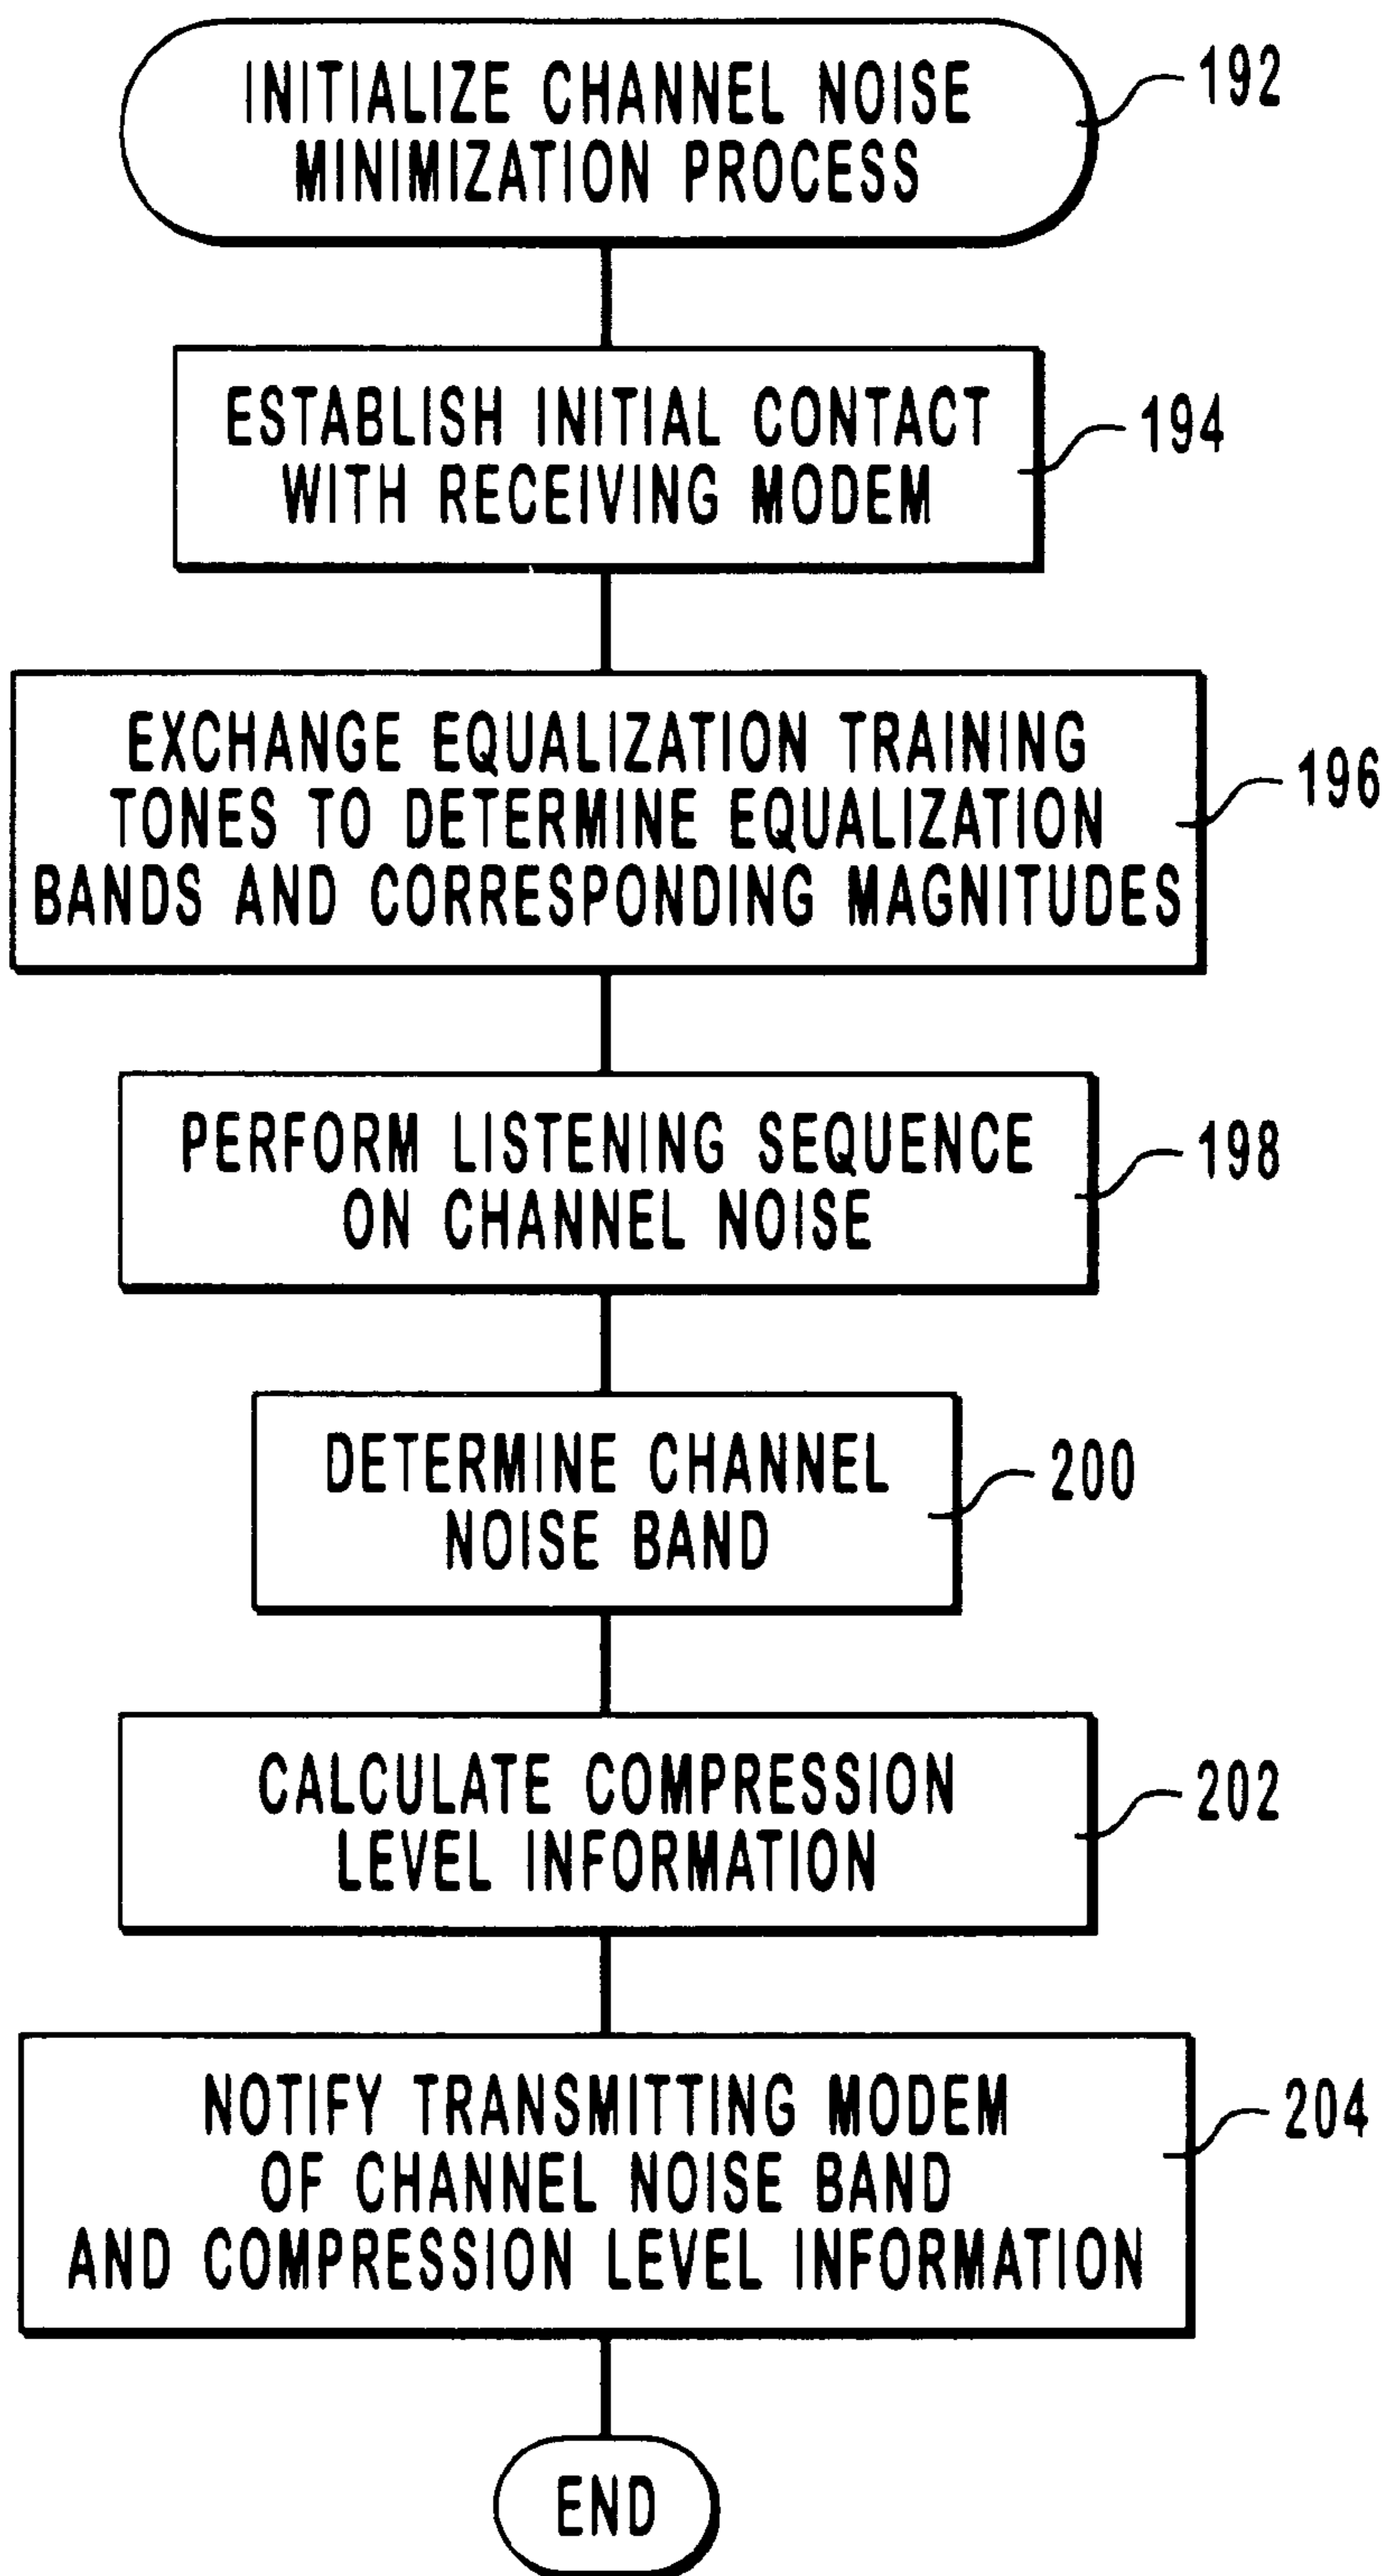 INITIALIZE CHANNEL NOISE
MINIMIZATION PROCESS
192
ESTABLISH INITIAL CONTACT
WITH RECEIVING MODEM
194
EXCHANGE EQUALIZATION TRAINING
TONES TO DETERMINE EQUALIZATION
BANDS AND CORRESPONDING MAGNITUDES
196
PERFORM LISTENING SEQUENCE
ON CHANNEL NOISE
198
DETERMINE CHANNEL
NOISE BAND
200
CALCULATE COMPRESSION
LEVEL INFORMATION
202
NOTIFY TRANSMITTING MODEM
OF CHANNEL NOISE BAND
AND COMPRESSION LEVEL INFORMATION
204
END